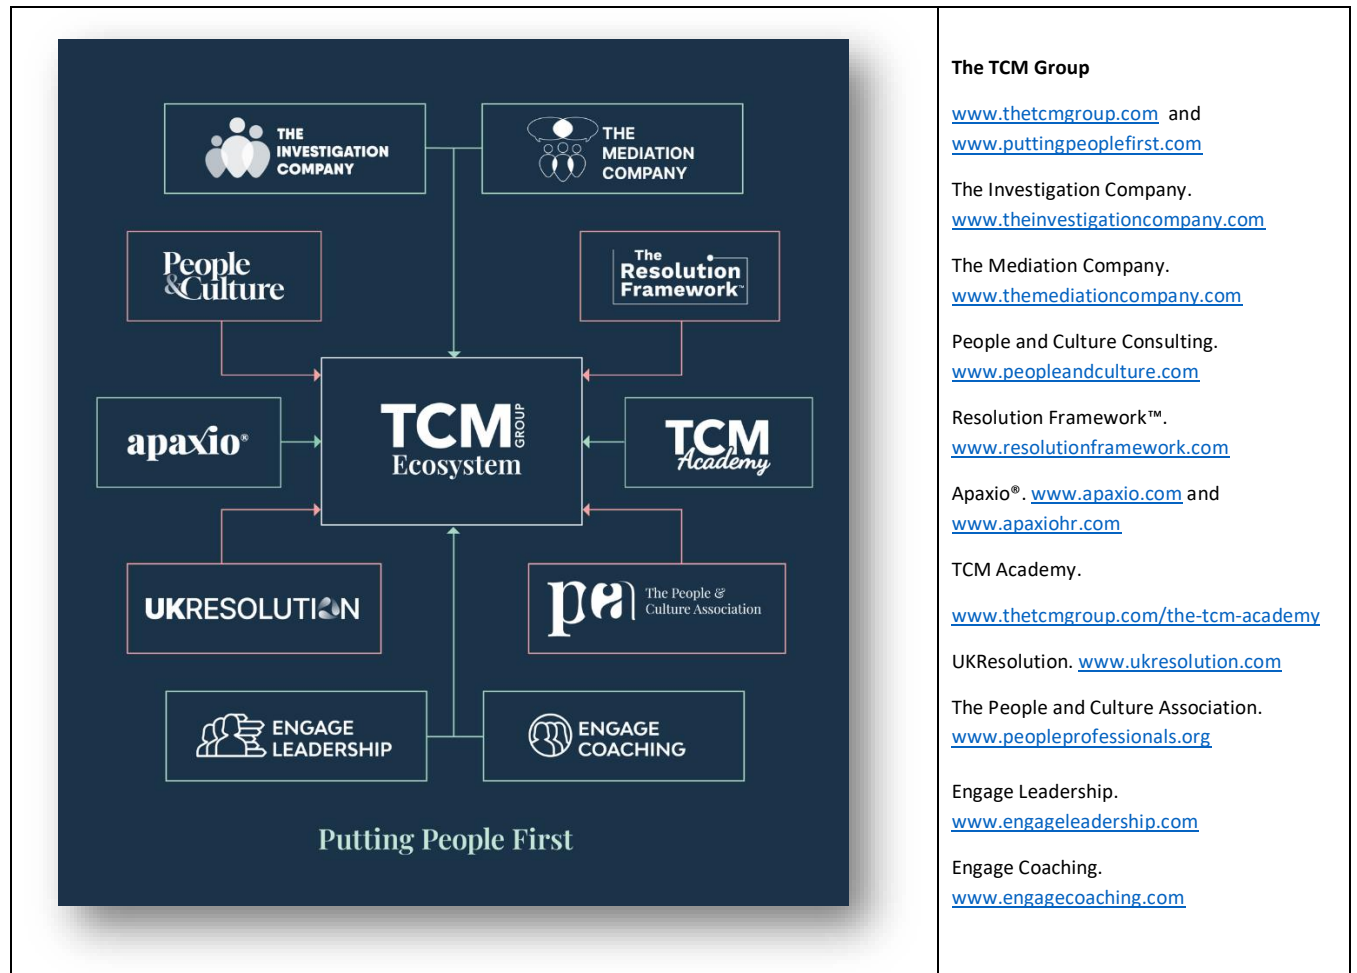 THE
INVESTIGATION
COMPANY
THE
MEDIATION
COMPANY
People
&Culture
The
Resolution
Framework™
apaxio®
TCM GROUP
Ecosystem
TCM
Academy
UKRESOLUTION
pca
The People &
Culture Association
ENGAGE
LEADERSHIP
ENGAGE
COACHING
Putting People First
The TCM Group
www.thetcmgroup.com and
www.puttingpeoplefirst.com
The Investigation Company.
www.theinvestigationcompany.com
The Mediation Company.
www.themediationcompany.com
People and Culture Consulting.
www.peopleandculture.com
Resolution Framework™.
www.resolutionframework.com
Apaxio®. www.apaxio.com and
www.apaxiohr.com
TCM Academy.
www.thetcmgroup.com/the-tcm-academy
UKResolution. www.ukresolution.com
The People and Culture Association.
www.peopleprofessionals.org
Engage Leadership.
www.engageleadership.com
Engage Coaching.
www.engagecoaching.com